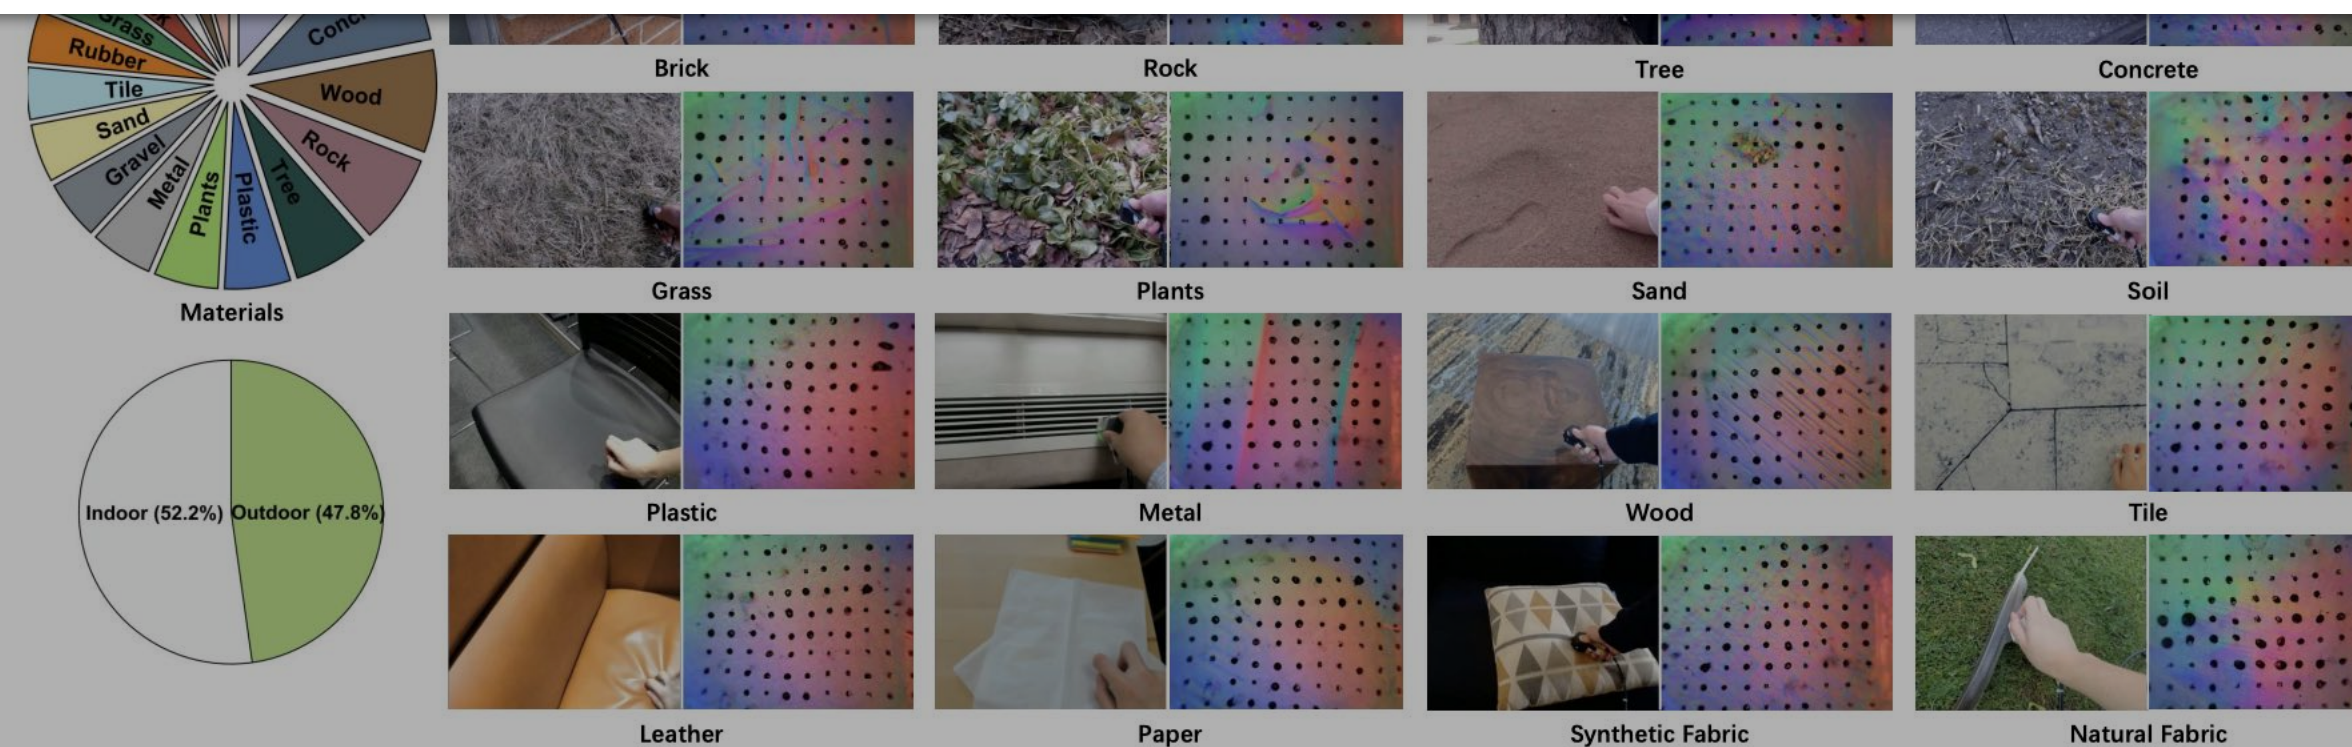 Grass
Rubber
Tile
Sand
Gravel
Metal
Plants
Plastic
Tree
Rock
Wood
Materials
Indoor (52.2%)
Outdoor (47.8%)
Brick
Rock
Tree
Concrete
Grass
Plants
Sand
Soil
Plastic
Metal
Wood
Tile
Leather
Paper
Synthetic Fabric
Natural Fabric